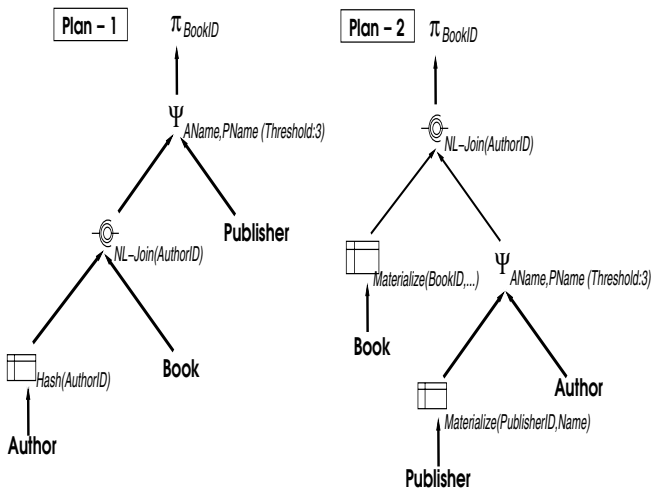 Plan – 1
π BookID
Ψ AName,PName (Threshold:3)
Publisher
NL–Join(AuthorID)
Hash(AuthorID)
Book
Author
Plan – 2
π BookID
NL–Join(AuthorID)
Materialize(BookID,...)
Ψ AName,PName (Threshold:3)
Book
Author
Materialize(PublisherID,Name)
Publisher